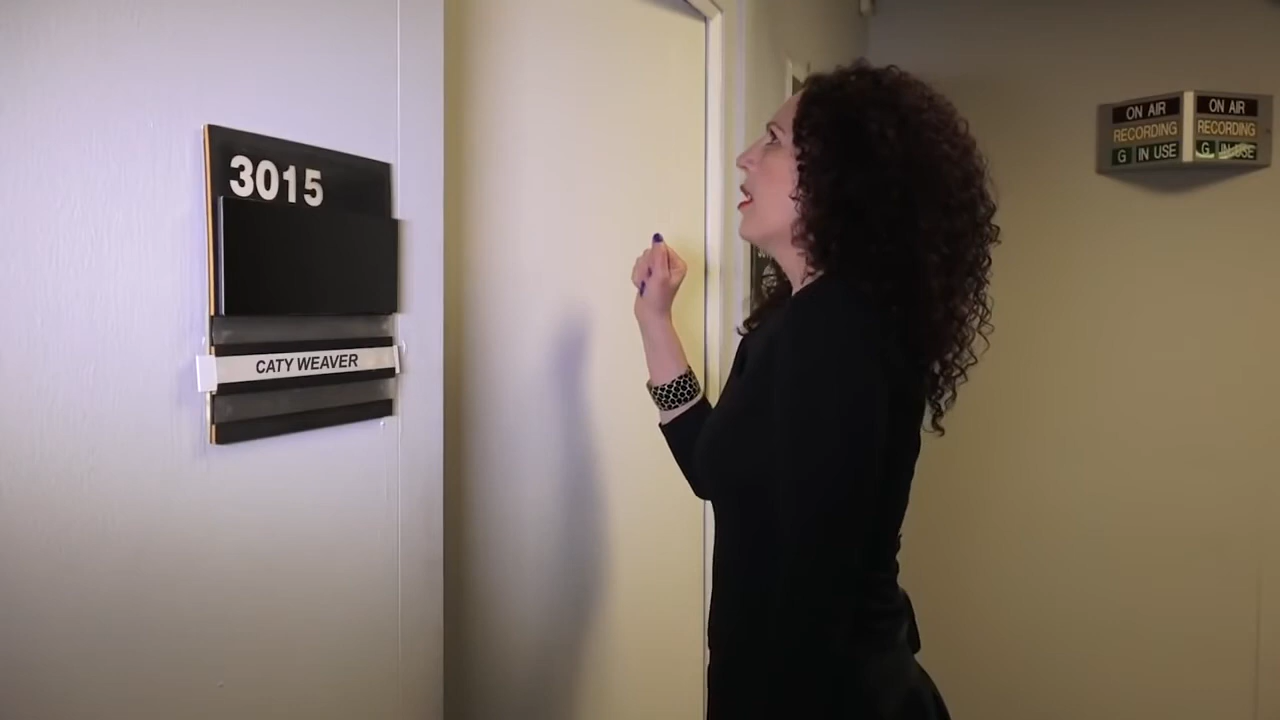 3015
CATY WEAVER
ON AIR
RECORDING
G IN USE
ON AIR
RECORDING
G IN USE